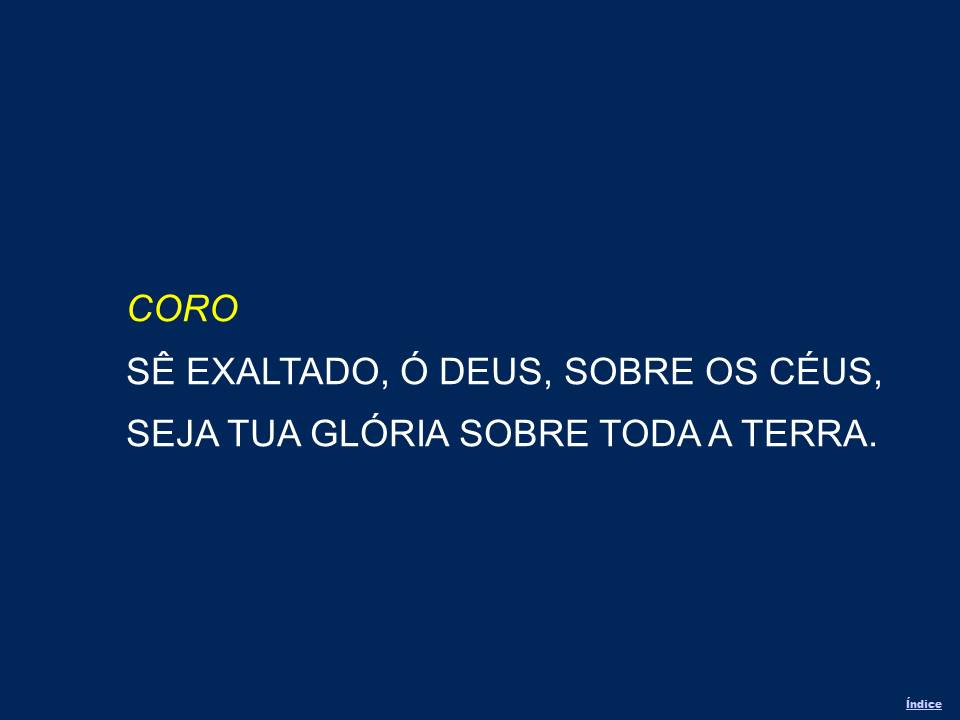 CORO
SÊ EXALTADO, Ó DEUS, SOBRE OS CÉUS,
SEJA TUA GLÓRIA SOBRE TODA A TERRA.
Índice